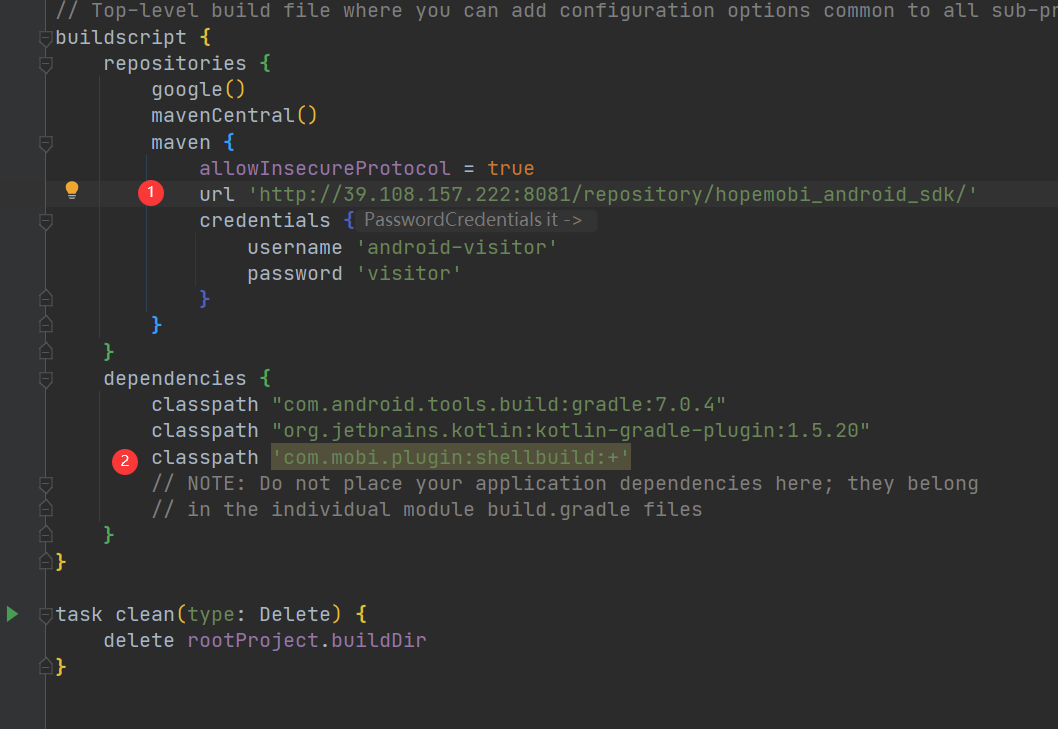 // Top-level build file where you can add configuration options common to all sub-pr
buildscript {
    repositories {
        google()
        mavenCentral()
        maven {
            allowInsecureProtocol = true
1           url 'http://39.108.157.222:8081/repository/hopemobi_android_sdk/'
            credentials { PasswordCredentials it ->
                username 'android-visitor'
                password 'visitor'
            }
        }
    }
    dependencies {
        classpath "com.android.tools.build:gradle:7.0.4"
        classpath "org.jetbrains.kotlin:kotlin-gradle-plugin:1.5.20"
2       classpath 'com.mobi.plugin:shellbuild:+'
        // NOTE: Do not place your application dependencies here; they belong
        // in the individual module build.gradle files
    }
}
task clean(type: Delete) {
    delete rootProject.buildDir
}